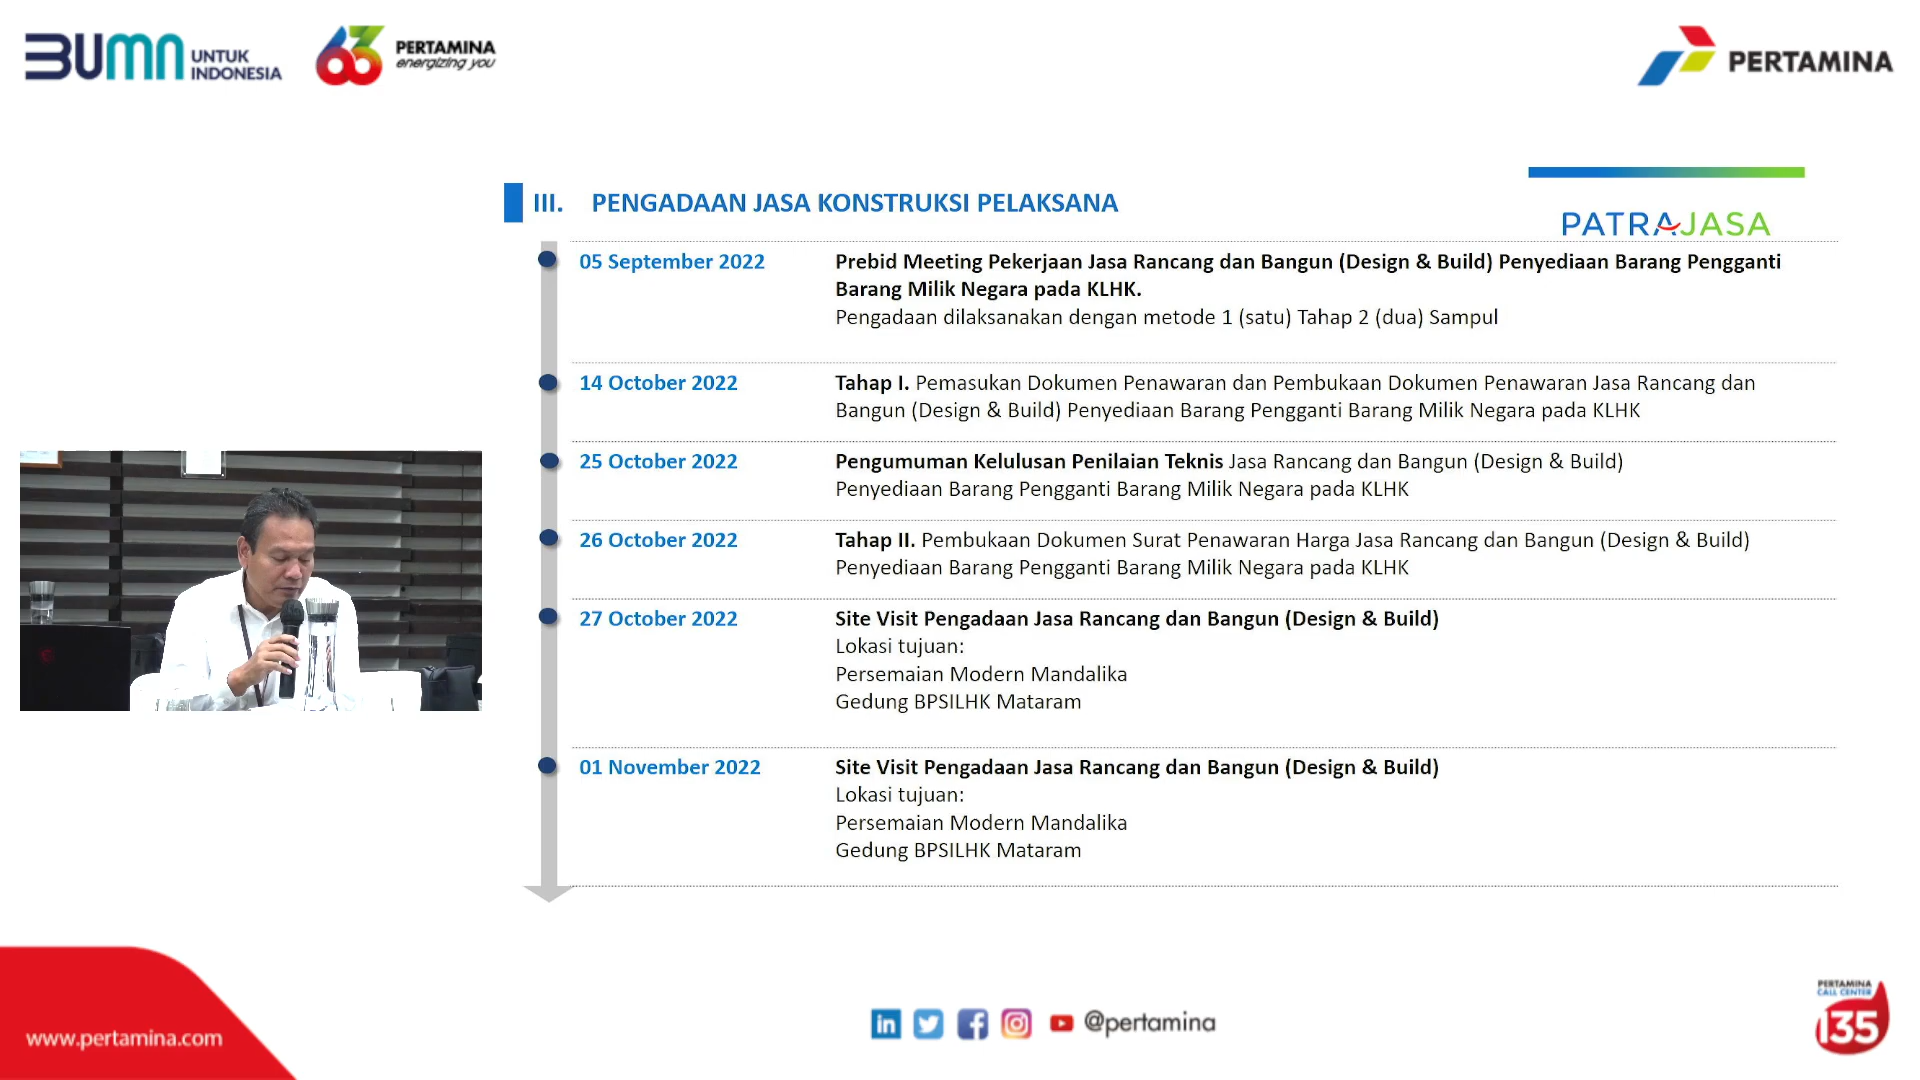 BUMN UNTUK INDONESIA
63 PERTAMINA
energizing you
PERTAMINA
III. PENGADAAN JASA KONSTRUKSI PELAKSANA
PATRA JASA
05 September 2022
Prebid Meeting Pekerjaan Jasa Rancang dan Bangun (Design & Build) Penyediaan Barang Pengganti
Barang Milik Negara pada KLHK.
Pengadaan dilaksanakan dengan metode 1 (satu) Tahap 2 (dua) Sampul
14 October 2022
Tahap I. Pemasukan Dokumen Penawaran dan Pembukaan Dokumen Penawaran Jasa Rancang dan
Bangun (Design & Build) Penyediaan Barang Pengganti Barang Milik Negara pada KLHK
25 October 2022
Pengumuman Kelulusan Penilaian Teknis Jasa Rancang dan Bangun (Design & Build)
Penyediaan Barang Pengganti Barang Milik Negara pada KLHK
26 October 2022
Tahap II. Pembukaan Dokumen Surat Penawaran Harga Jasa Rancang dan Bangun (Design & Build)
Penyediaan Barang Pengganti Barang Milik Negara pada KLHK
27 October 2022
Site Visit Pengadaan Jasa Rancang dan Bangun (Design & Build)
Lokasi tujuan:
Persemaian Modern Mandalika
Gedung BPSILHK Mataram
01 November 2022
Site Visit Pengadaan Jasa Rancang dan Bangun (Design & Build)
Lokasi tujuan:
Persemaian Modern Mandalika
Gedung BPSILHK Mataram
www.pertamina.com
@pertamina
PERTAMINA
CALL CENTER
135